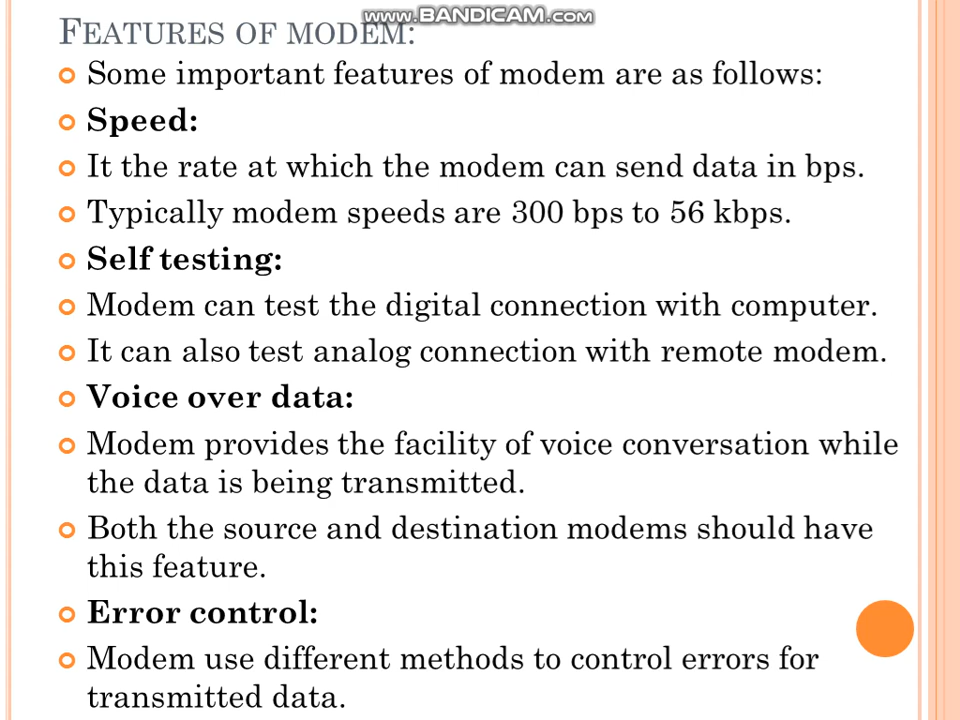 www.BANDICAM.com
FEATURES OF MODEM:
Some important features of modem are as follows:
Speed:
It the rate at which the modem can send data in bps.
Typically modem speeds are 300 bps to 56 kbps.
Self testing:
Modem can test the digital connection with computer.
It can also test analog connection with remote modem.
Voice over data:
Modem provides the facility of voice conversation while
the data is being transmitted.
Both the source and destination modems should have
this feature.
Error control:
Modem use different methods to control errors for
transmitted data.